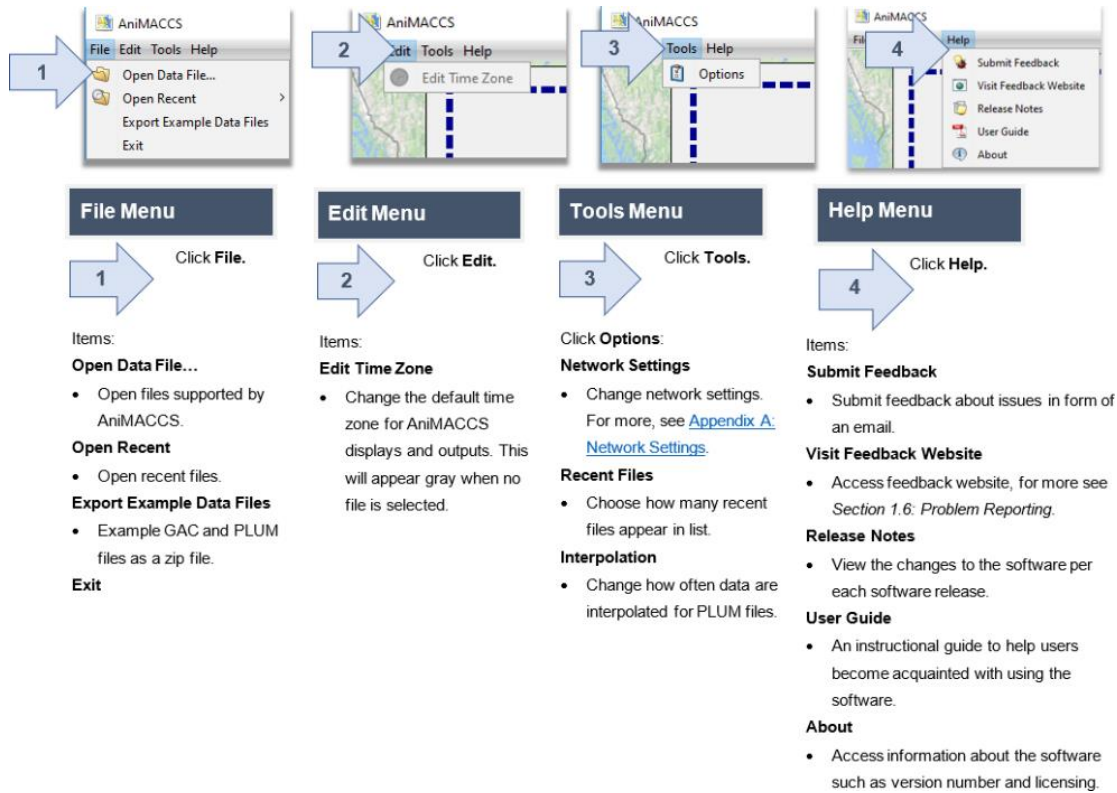 AniMACCS
File Edit Tools Help
1
Open Data File...
Open Recent
Export Example Data Files
Exit
AniMACCS
2
Edit Tools Help
Edit Time Zone
AniMACCS
3
Tools Help
Options
AniMACCS
4
Help
Submit Feedback
Visit Feedback Website
Release Notes
User Guide
About
File Menu
1
Click File.
Items:
Open Data File…
• Open files supported by
AniMACCS.
Open Recent
• Open recent files.
Export Example Data Files
• Example GAC and PLUM
files as a zip file.
Exit
Edit Menu
2
Click Edit.
Items:
Edit Time Zone
• Change the default time
zone for AniMACCS
displays and outputs. This
will appear gray when no
file is selected.
Tools Menu
3
Click Tools.
Click Options:
Network Settings
• Change network settings.
For more, see Appendix A:
Network Settings.
Recent Files
• Choose how many recent
files appear in list.
Interpolation
• Change how often data are
interpolated for PLUM files.
Help Menu
4
Click Help.
Items:
Submit Feedback
• Submit feedback about issues in form of
an email.
Visit Feedback Website
• Access feedback website, for more see
Section 1.6: Problem Reporting.
Release Notes
• View the changes to the software per
each software release.
User Guide
• An instructional guide to help users
become acquainted with using the
software.
About
• Access information about the software
such as version number and licensing.